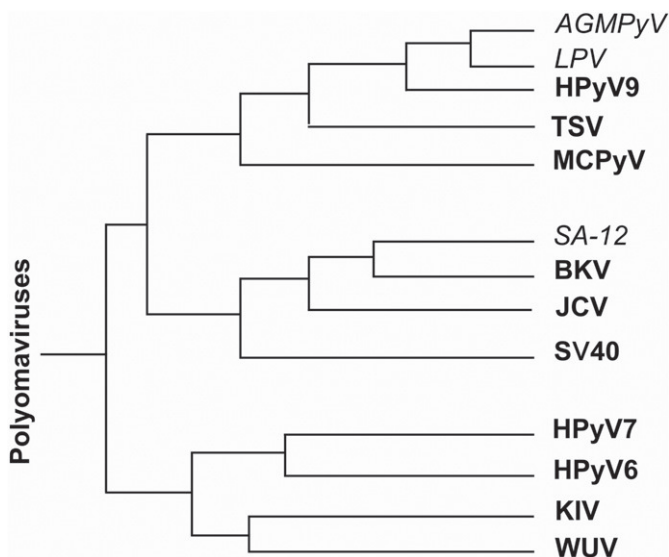 AGMPyV
LPV
HPyV9
TSV
MCPyV
SA-12
BKV
JCV
SV40
HPyV7
HPyV6
KIV
WUV
Polyomaviruses